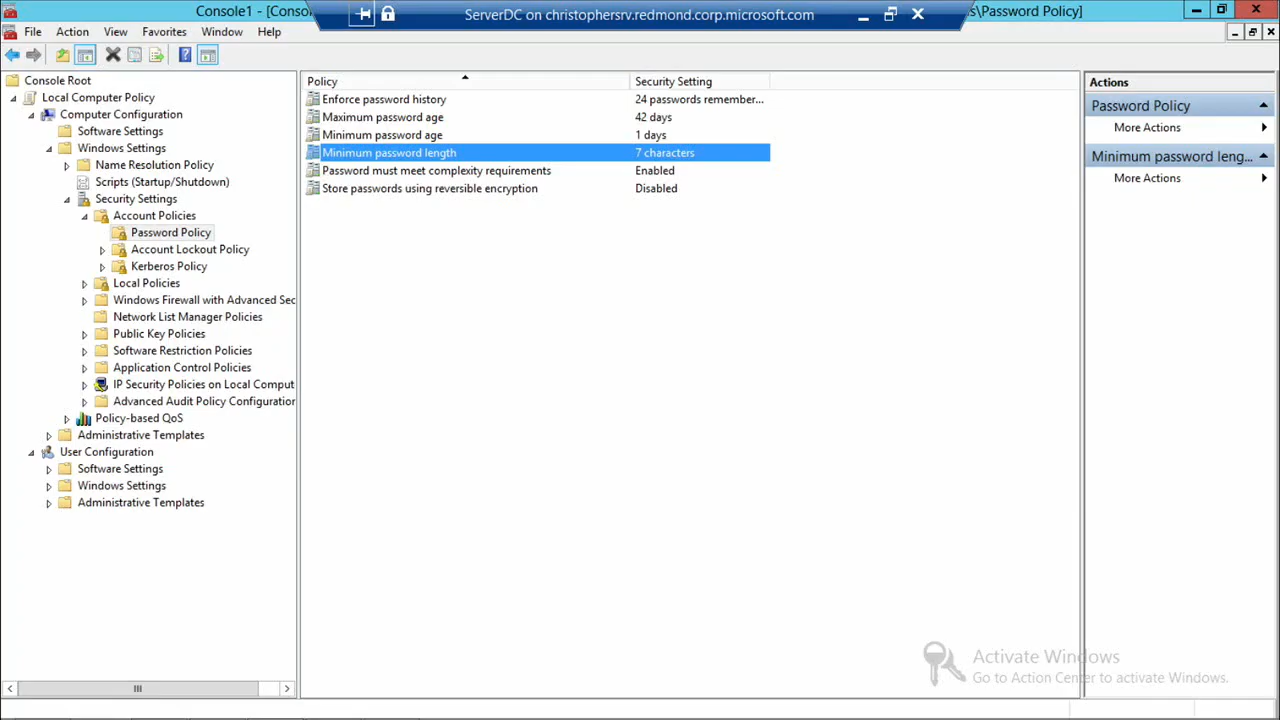 Console1 - [Conso
ServerDC on christophersrv.redmond.corp.microsoft.com
s\Password Policy]
File Action View Favorites Window Help
Console Root
Local Computer Policy
Computer Configuration
Software Settings
Windows Settings
Name Resolution Policy
Scripts (Startup/Shutdown)
Security Settings
Account Policies
Password Policy
Account Lockout Policy
Kerberos Policy
Local Policies
Windows Firewall with Advanced Sec
Network List Manager Policies
Public Key Policies
Software Restriction Policies
Application Control Policies
IP Security Policies on Local Comput
Advanced Audit Policy Configuration
Policy-based QoS
Administrative Templates
User Configuration
Software Settings
Windows Settings
Administrative Templates
Policy Security Setting
Enforce password history 24 passwords remember...
Maximum password age 42 days
Minimum password age 1 days
Minimum password length 7 characters
Password must meet complexity requirements Enabled
Store passwords using reversible encryption Disabled
Actions
Password Policy
More Actions
Minimum password leng...
More Actions
Activate Windows
Go to Action Center to activate Windows.